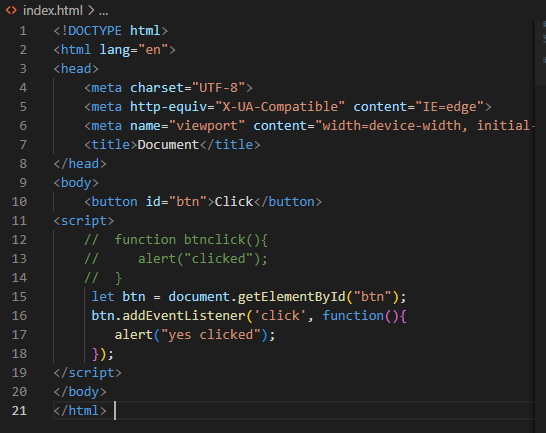 index.html > ...
1 <!DOCTYPE html>
2 <html lang="en">
3 <head>
4     <meta charset="UTF-8">
5     <meta http-equiv="X-UA-Compatible" content="IE=edge">
6     <meta name="viewport" content="width=device-width, initial-
7     <title>Document</title>
8 </head>
9 <body>
10     <button id="btn">Click</button>
11 <script>
12     //  function btnclick(){
13     //     alert("clicked");
14     //  }
15      let btn = document.getElementById("btn");
16      btn.addEventListener('click', function(){
17         alert("yes clicked");
18      });
19 </script>
20 </body>
21 </html>